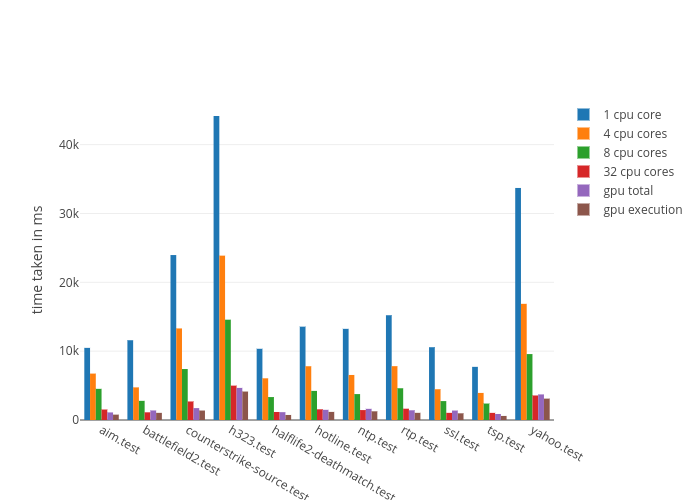 1 cpu core
4 cpu cores
8 cpu cores
32 cpu cores
gpu total
gpu execution
time taken in ms
40k
30k
20k
10k
0
aim.test
battlefield2.test
counterstrike-source.test
h323.test
halflife2-deathmatch.test
hotline.test
ntp.test
rtp.test
ssl.test
tsp.test
yahoo.test